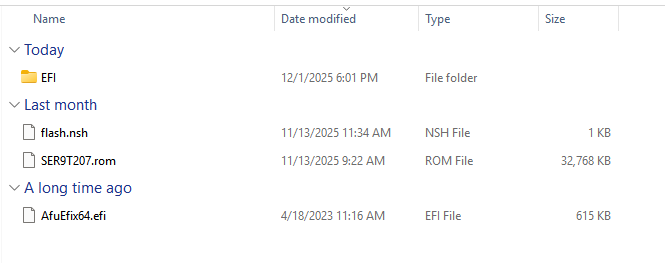 Name Date modified Type Size
Today
EFI 12/1/2025 6:01 PM File folder
Last month
flash.nsh 11/13/2025 11:34 AM NSH File 1 KB
SER9T207.rom 11/13/2025 9:22 AM ROM File 32,768 KB
A long time ago
AfuEfix64.efi 4/18/2023 11:16 AM EFI File 615 KB